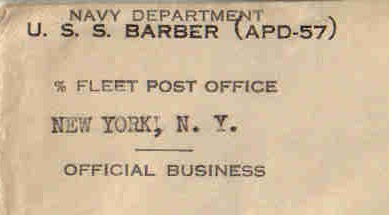 NAVY DEPARTMENT
U. S. S. BARBER (APD-57)
% FLEET POST OFFICE
NEW YORK, N. Y.
OFFICIAL BUSINESS